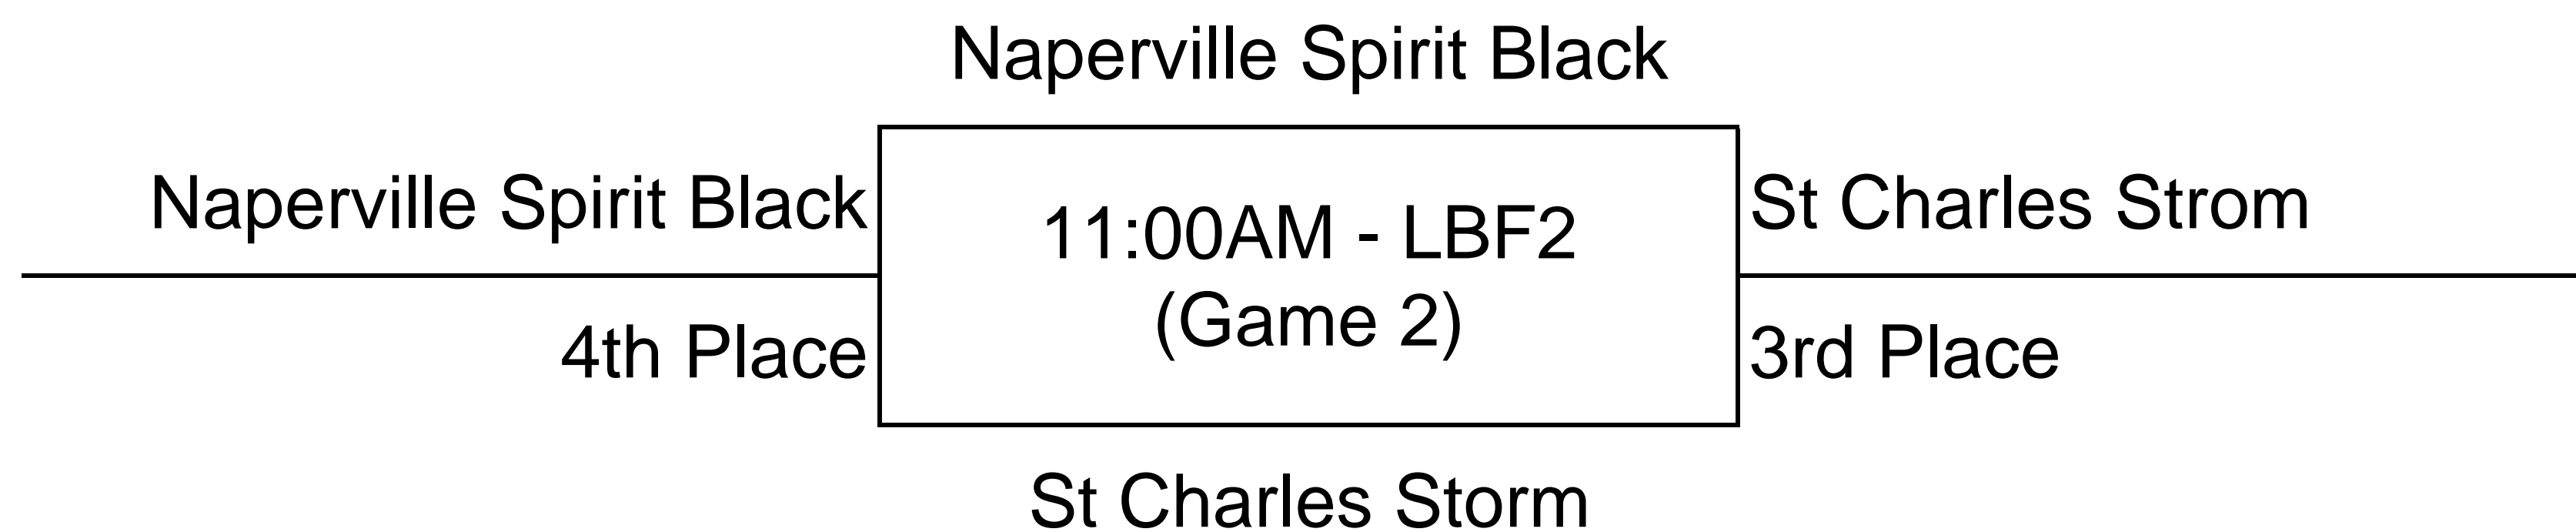 Naperville Spirit Black
Naperville Spirit Black
4th Place
11:00AM - LBF2
(Game 2)
St Charles Strom
3rd Place
St Charles Storm